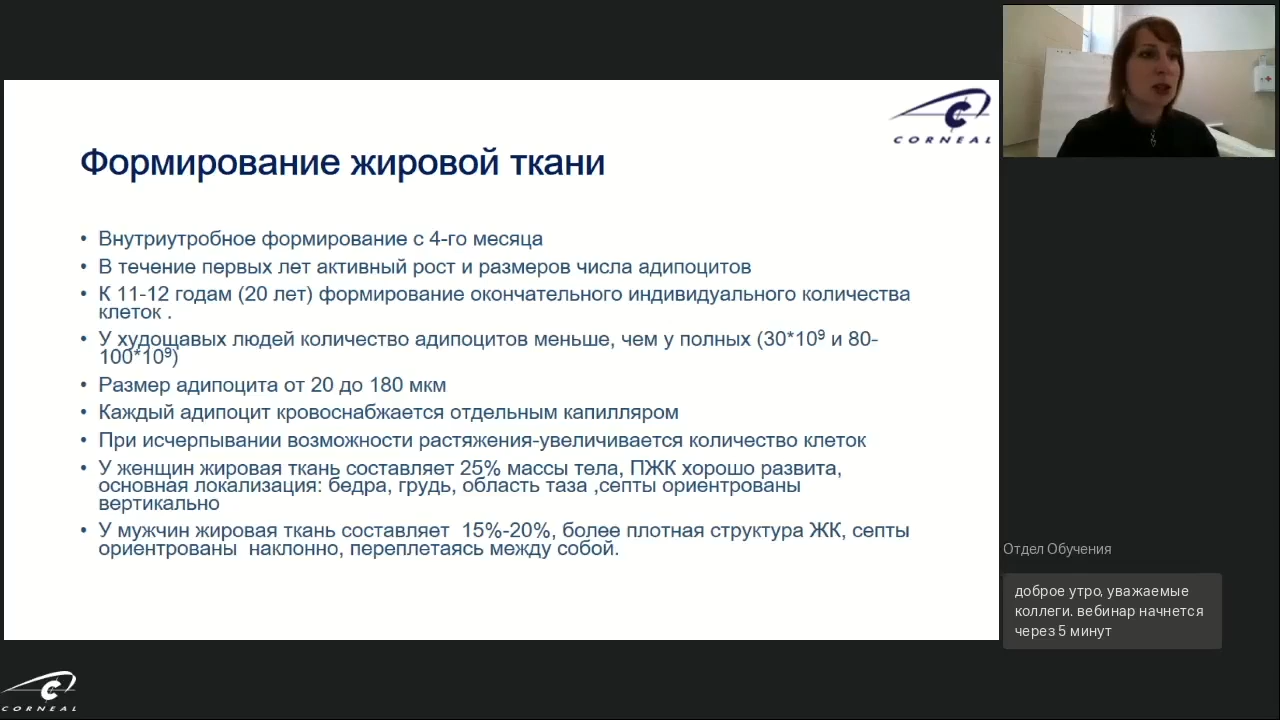 CORNEAL
Формирование жировой ткани
• Внутриутробное формирование с 4-го месяца
• В течение первых лет активный рост и размеров числа адипоцитов
• К 11-12 годам (20 лет) формирование окончательного индивидуального количества
клеток .
• У худощавых людей количество адипоцитов меньше, чем у полных (30*10⁹ и 80-
100*10⁹)
• Размер адипоцита от 20 до 180 мкм
• Каждый адипоцит кровоснабжается отдельным капилляром
• При исчерпывании возможности растяжения-увеличивается количество клеток
• У женщин жировая ткань составляет 25% массы тела, ПЖК хорошо развита,
основная локализация: бедра, грудь, область таза ,септы ориентрованы
вертикально
• У мужчин жировая ткань составляет  15%-20%, более плотная структура ЖК, септы
ориентрованы  наклонно, переплетаясь между собой.
Отдел Обучения
доброе утро, уважаемые
коллеги. вебинар начнется
через 5 минут
CORNEAL